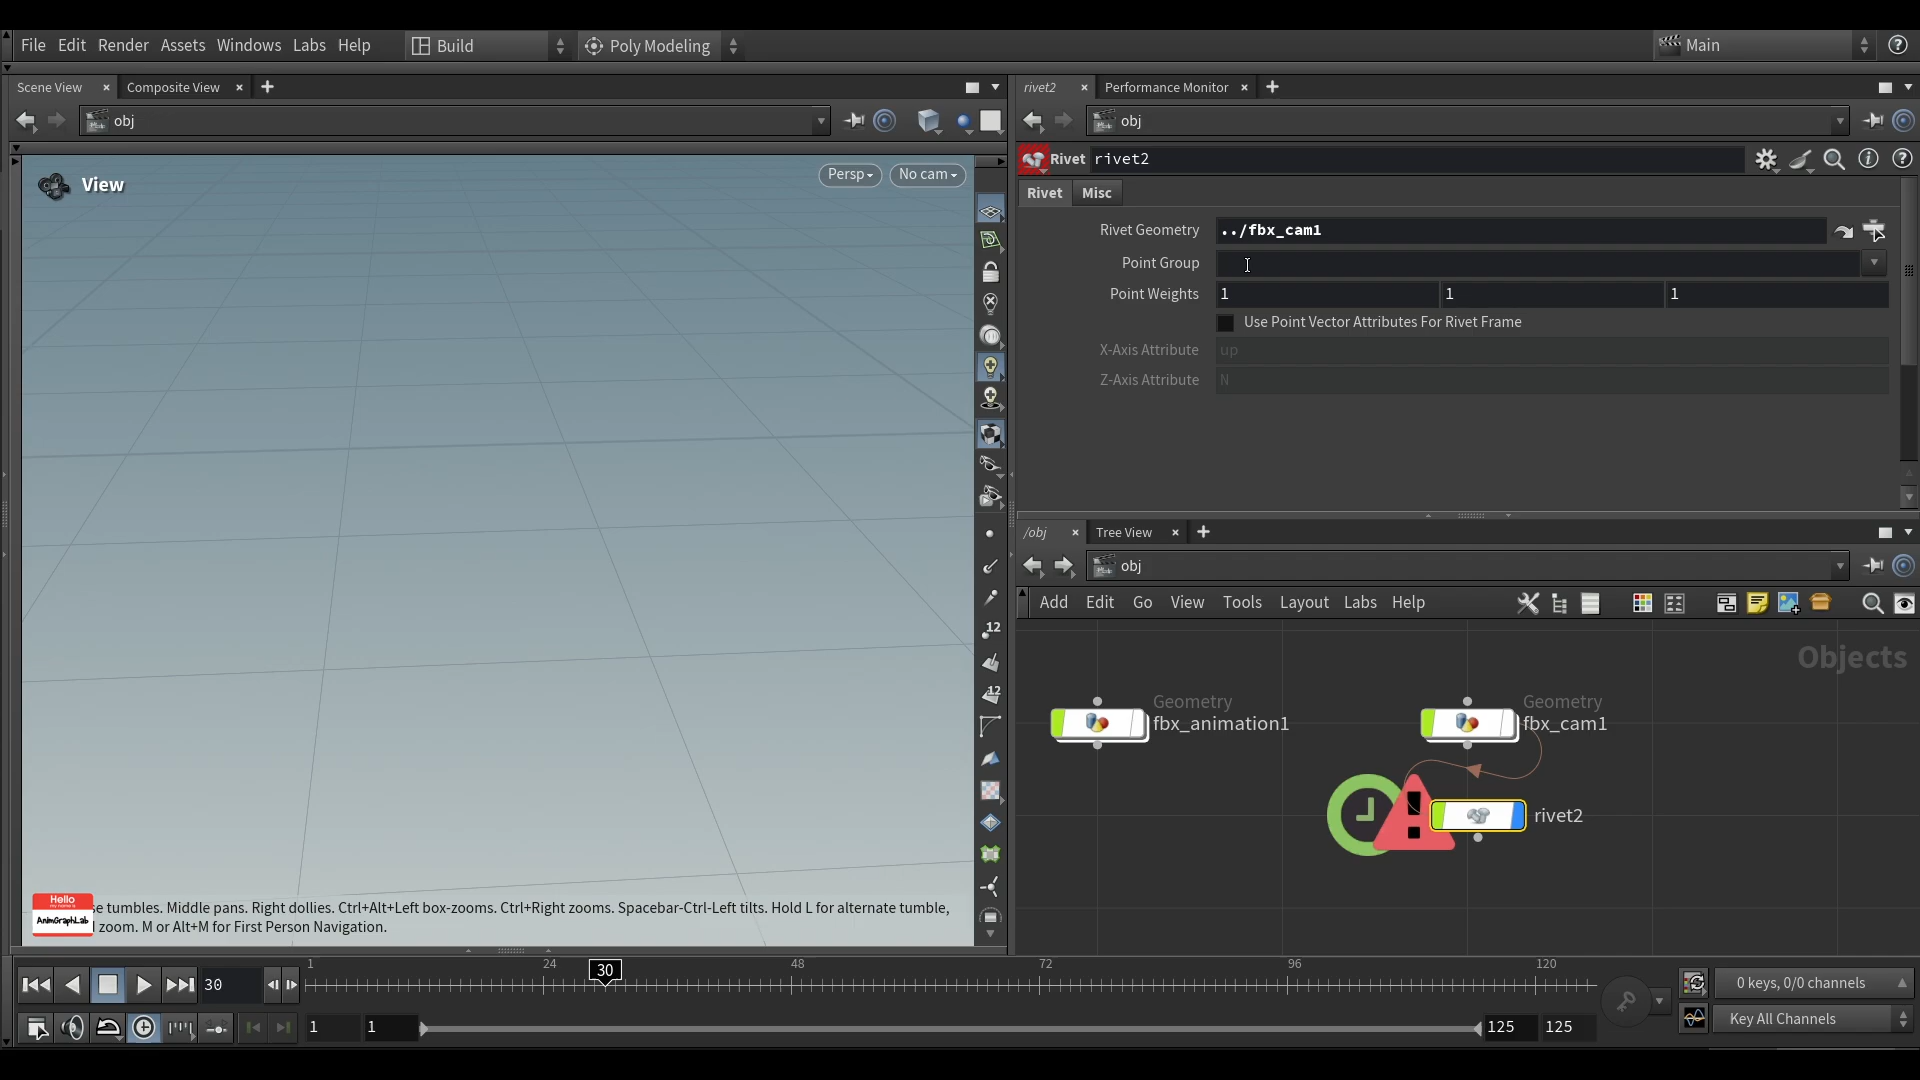 File Edit Render Assets Windows Labs Help Build Poly Modeling Main
Scene View Composite View
obj
View Persp No cam
rivet2 Performance Monitor
obj
Rivet rivet2
Rivet Misc
Rivet Geometry ../fbx_cam1
Point Group
Point Weights 1 1 1
Use Point Vector Attributes For Rivet Frame
X-Axis Attribute up
Z-Axis Attribute N
/obj Tree View
obj
Add Edit Go View Tools Layout Labs Help
Objects
Geometry
fbx_animation1
Geometry
fbx_cam1
rivet2
12
12
Hello
AnimGraphLab
se tumbles. Middle pans. Right dollies. Ctrl+Alt+Left box-zooms. Ctrl+Right zooms. Spacebar-Ctrl-Left tilts. Hold L for alternate tumble,
zoom. M or Alt+M for First Person Navigation.
1 24 30 48 72 96 120
30
0 keys, 0/0 channels
1 1 125 125
Key All Channels